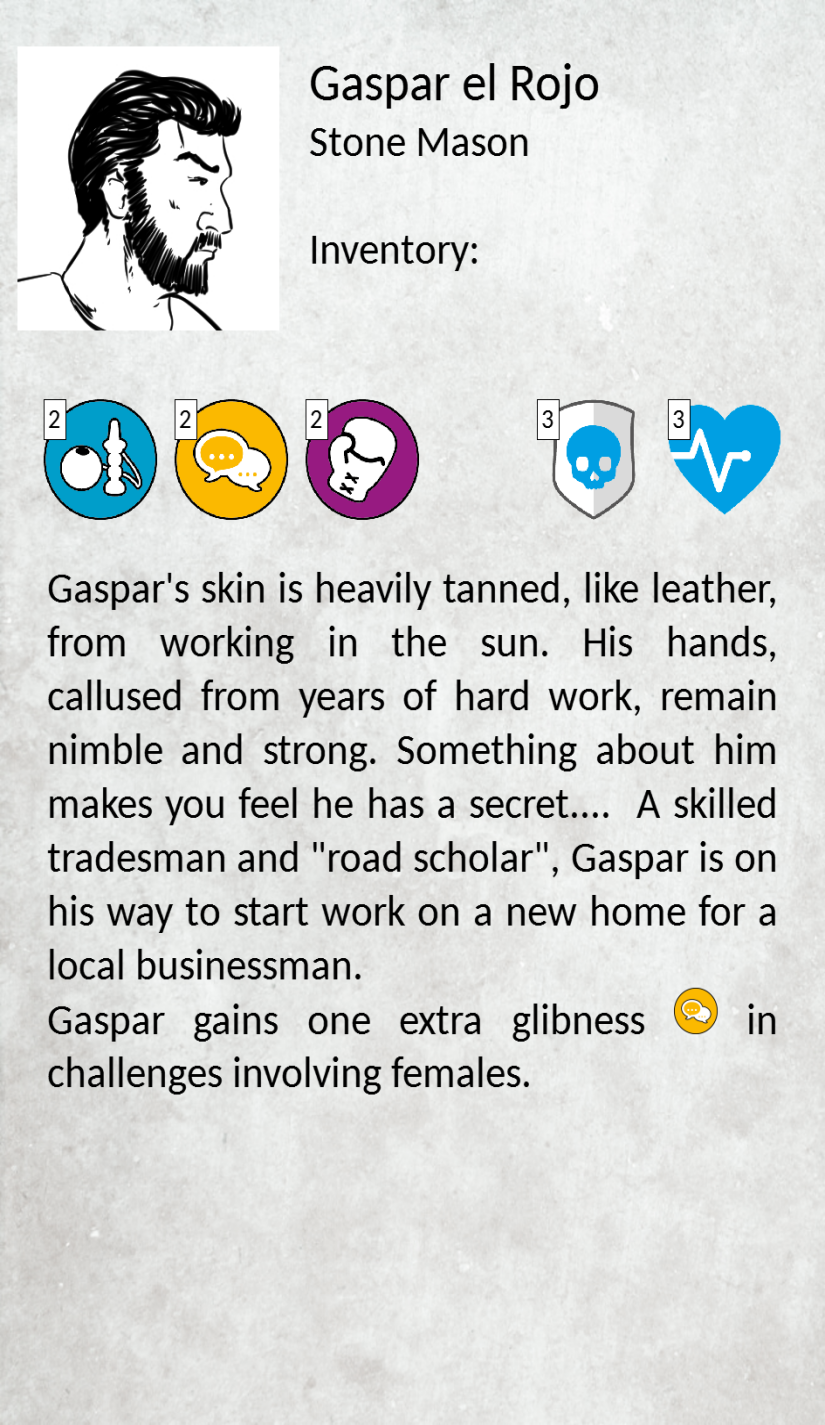 Gaspar el Rojo
Stone Mason
Inventory:
2 2 2 3 3
Gaspar's skin is heavily tanned, like leather,
from working in the sun. His hands,
callused from years of hard work, remain
nimble and strong. Something about him
makes you feel he has a secret....  A skilled
tradesman and "road scholar", Gaspar is on
his way to start work on a new home for a
local businessman.
Gaspar gains one extra glibness in
challenges involving females.